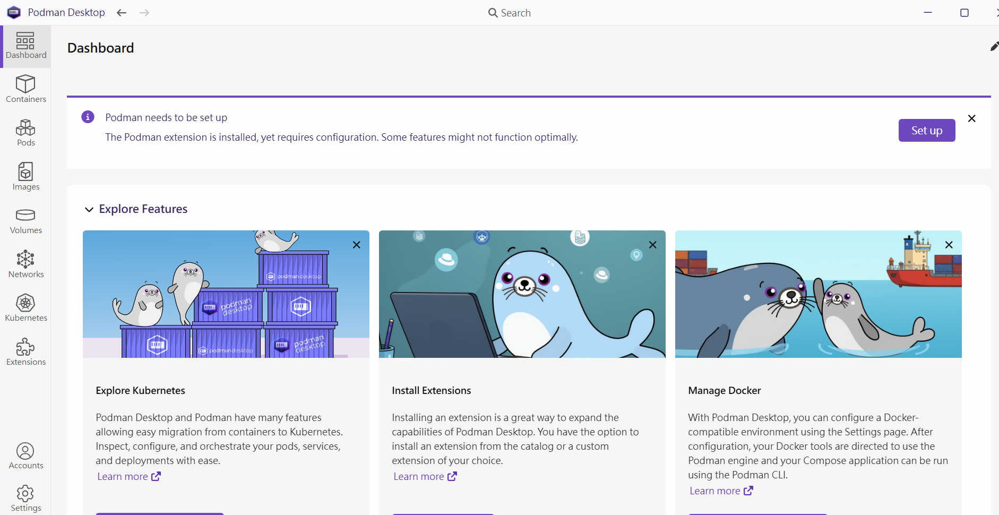 Podman Desktop
Search
Dashboard
Containers
Pods
Images
Volumes
Networks
Kubernetes
Extensions
Accounts
Settings
Dashboard
Podman needs to be set up
The Podman extension is installed, yet requires configuration. Some features might not function optimally.
Set up
Explore Features
podman desktop
podman
desktop
podman desktop
podman
desktop
Explore Kubernetes
Podman Desktop and Podman have many features
allowing easy migration from containers to Kubernetes.
Inspect, configure, and orchestrate your pods, services,
and deployments with ease.
Learn more
Install Extensions
Installing an extension is a great way to expand the
capabilities of Podman Desktop. You have the option to
install an extension from the catalog or a custom
extension of your choice.
Learn more
Manage Docker
With Podman Desktop, you can configure a Docker-
compatible environment using the Settings page. After
configuration, your Docker tools are directed to use the
Podman engine and your Compose application can be run
using the Podman CLI.
Learn more